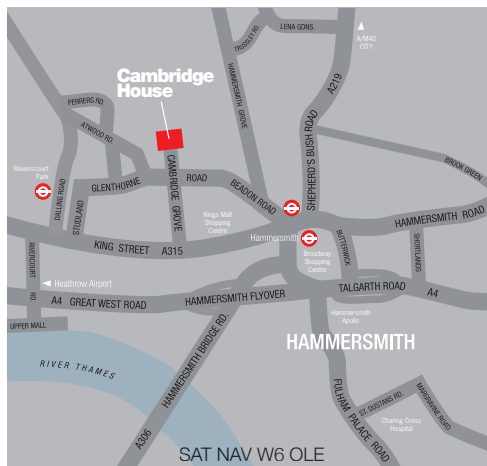 LENA GDNS.
TRUSSLEY RD.
A/M40
CITY
A219
Cambridge
House
HAMMERSMITH GROVE
PERRERS RD
ATWOOD RD.
SHEPHERD'S BUSH ROAD
BROOK GREEN
Ravenscourt
Park
DALLING ROAD
STUDLAND
GLENTHORNE
ROAD
CAMBRIDGE GROVE
BEADON ROAD
HAMMERSMITH ROAD
Kings Mall
Shopping
Centre
KING STREET A315
Hammersmith
Broadway
Shopping
Centre
BUTTERWICK
SHORTLANDS
RIVERCOURT
RD
Heathrow Airport
A4 GREAT WEST ROAD
HAMMERSMITH FLYOVER
TALGARTH ROAD
A4
UPPER MALL
Hammersmith
Apollo
HAMMERSMITH
HAMMERSMITH BRIDGE RD.
RIVER THAMES
FULHAM PALACE ROAD
ST. DUSTANS RD.
MARGRAVINE ROAD
Charing Cross
Hospital
A306
SAT NAV W6 OLE